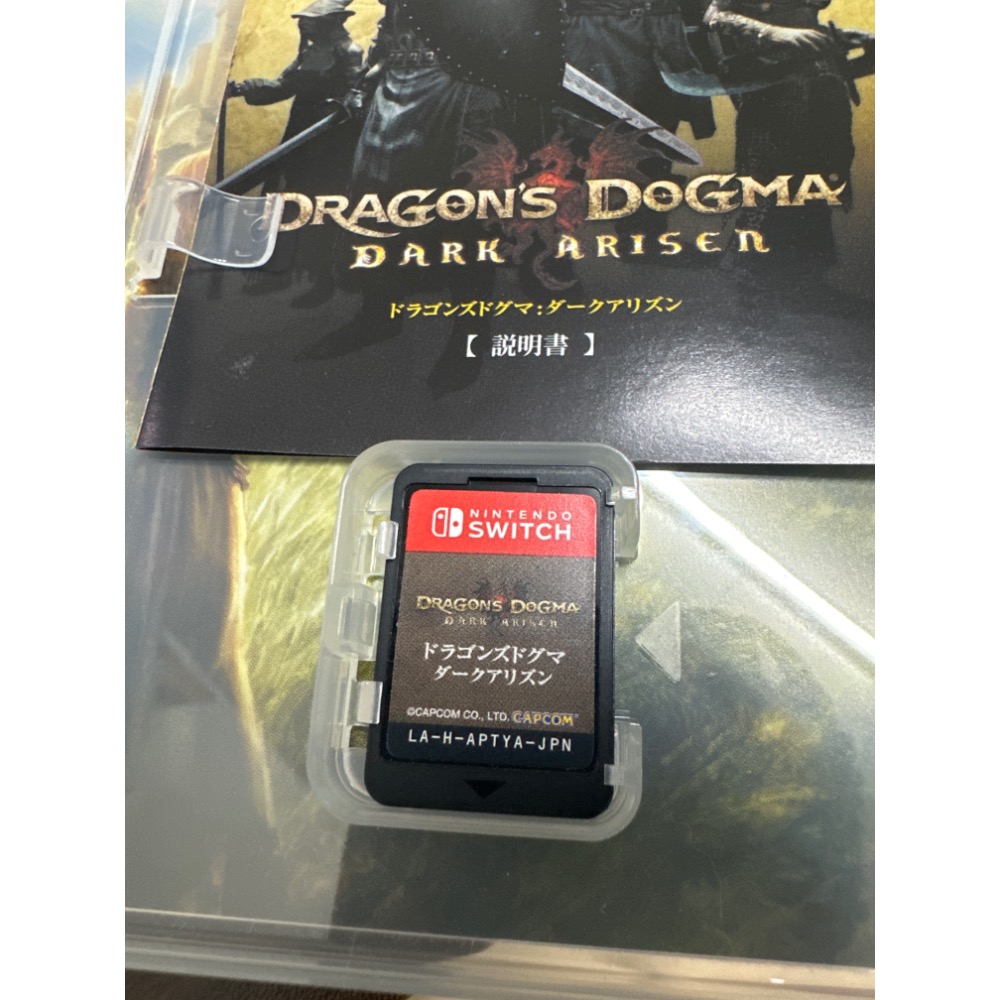 DRAGON'S DOGMA
DARK ARISEN
ドラゴンズドグマ:ダークアリズン
【 説明書 】
NINTENDO
SWITCH
DRAGON'S DOGMA
DARK ARISEN
ドラゴンズドグマ
ダークアリズン
©CAPCOM CO., LTD. CAPCOM
LA-H-APTYA-JPN